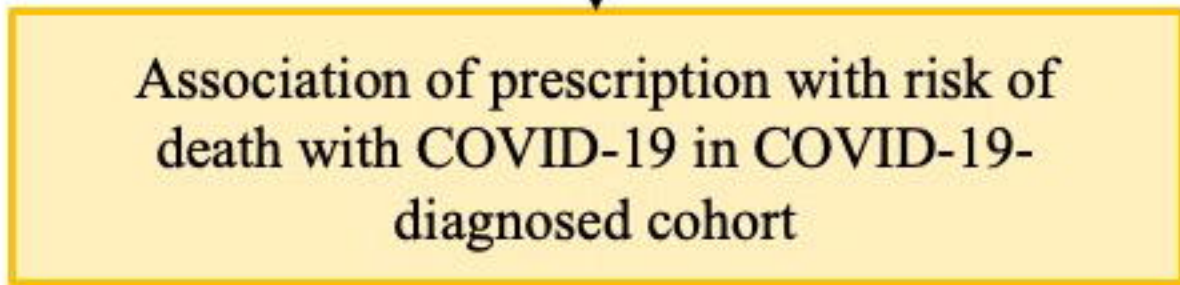 Association of prescription with risk of
death with COVID-19 in COVID-19-
diagnosed cohort